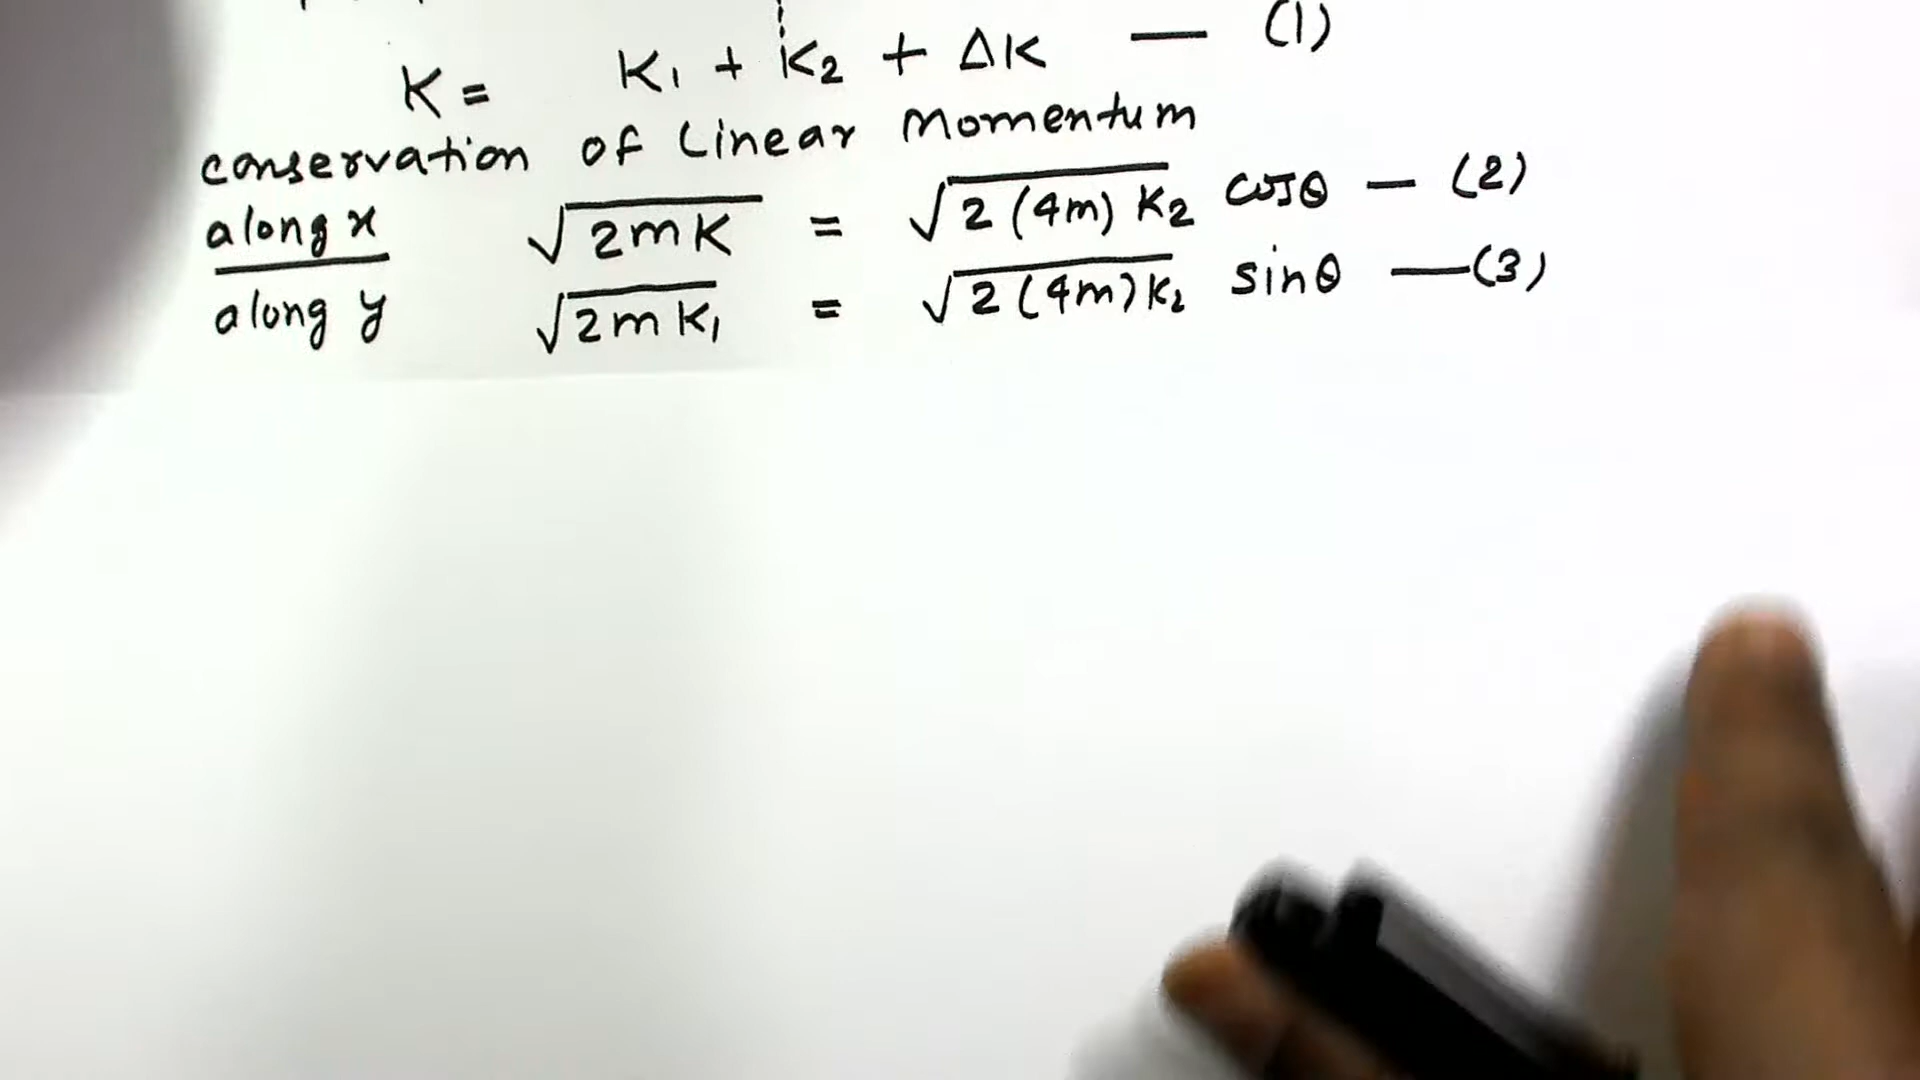 K = K₁ + K₂ + ΔK — (1)
conservation of Linear Momentum
along x √2mK = √2(4m)K₂ cosθ — (2)
along y √2mK₁ = √2(4m)K₂ sinθ — (3)